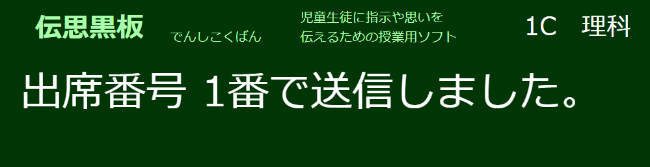 伝思黒板 でんしこくばん 児童生徒に指示や思いを
伝えるための授業用ソフト
1C 理科
出席番号 1番で送信しました。